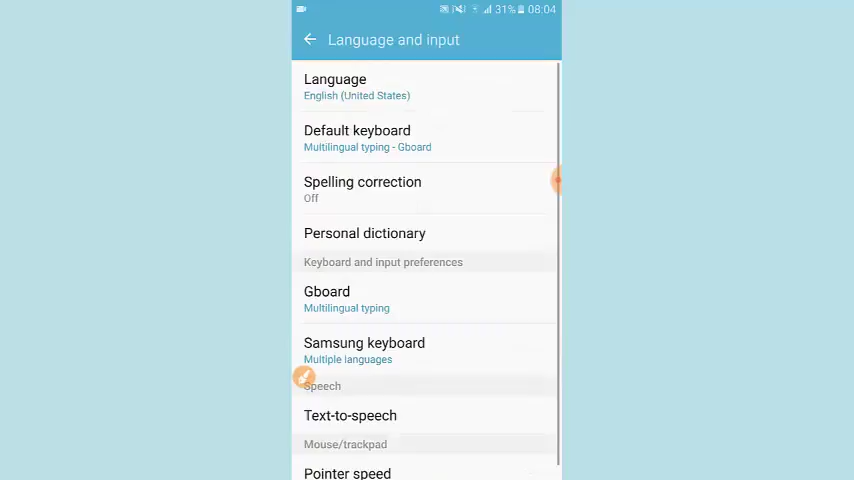 31% 08:04
Language and input
Language
English (United States)
Default keyboard
Multilingual typing - Gboard
Spelling correction
Off
Personal dictionary
Keyboard and input preferences
Gboard
Multilingual typing
Samsung keyboard
Multiple languages
Speech
Text-to-speech
Mouse/trackpad
Pointer speed